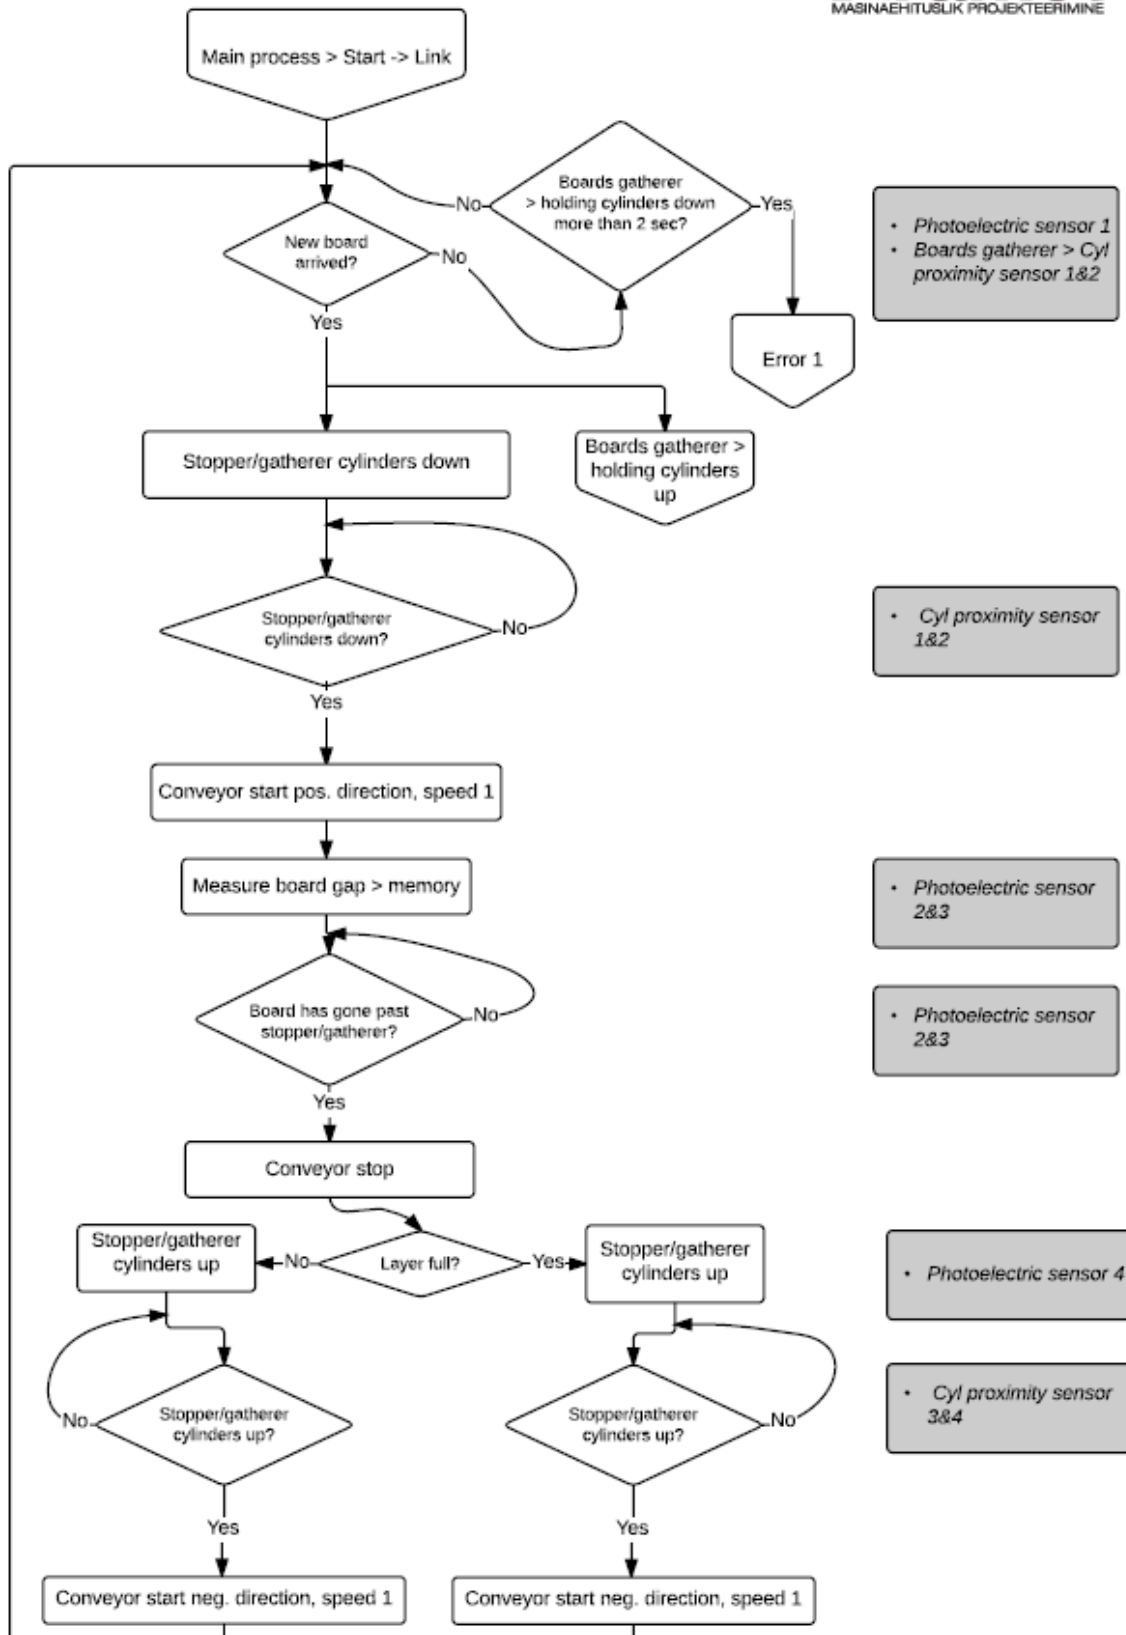 MASINAEHITUSLIK PROJEKTEERIMINE
Main process > Start -> Link
Boards gatherer
> holding cylinders down
more than 2 sec?
No
Yes
New board
arrived?
No
Yes
• Photoelectric sensor 1
• Boards gatherer > Cyl
proximity sensor 1&2
Error 1
Stopper/gatherer cylinders down
Boards gatherer >
holding cylinders
up
Stopper/gatherer
cylinders down?
No
Yes
• Cyl proximity sensor
1&2
Conveyor start pos. direction, speed 1
Measure board gap > memory
• Photoelectric sensor
2&3
Board has gone past
stopper/gatherer?
No
Yes
• Photoelectric sensor
2&3
Conveyor stop
Stopper/gatherer
cylinders up
No
Layer full?
Yes
Stopper/gatherer
cylinders up
• Photoelectric sensor 4
Stopper/gatherer
cylinders up?
No
Yes
Stopper/gatherer
cylinders up?
No
Yes
• Cyl proximity sensor
3&4
Conveyor start neg. direction, speed 1
Conveyor start neg. direction, speed 1